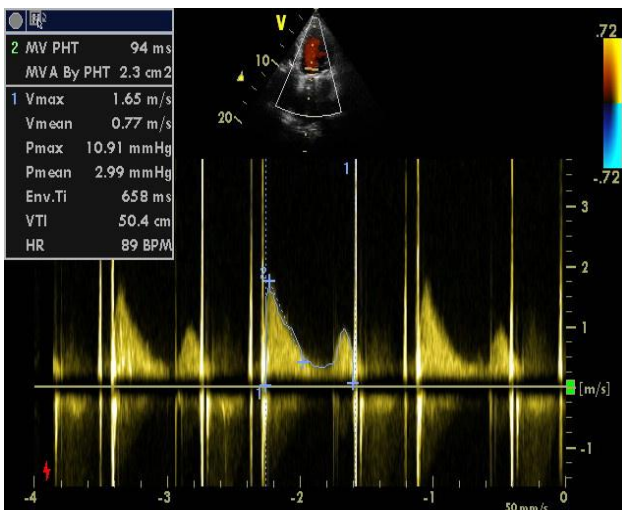 2 MV PHT 94 ms
MVA By PHT 2.3 cm2
1 Vmax 1.65 m/s
Vmean 0.77 m/s
Pmax 10.91 mmHg
Pmean 2.99 mmHg
Env.Ti 658 ms
VTI 50.4 cm
HR 89 BPM
V
10
20
.72
-.72
1
3
2
2
1
1
[m/s]
-1
-4
-3
-2
-1
0
50 mm/s